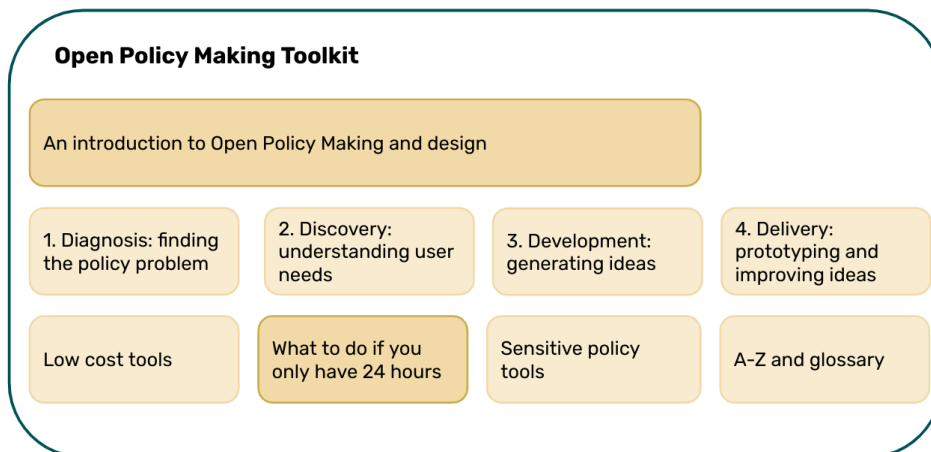 Open Policy Making Toolkit
An introduction to Open Policy Making and design
1. Diagnosis: finding
the policy problem
2. Discovery:
understanding user
needs
3. Development:
generating ideas
4. Delivery:
prototyping and
improving ideas
Low cost tools
What to do if you
only have 24 hours
Sensitive policy
tools
A-Z and glossary